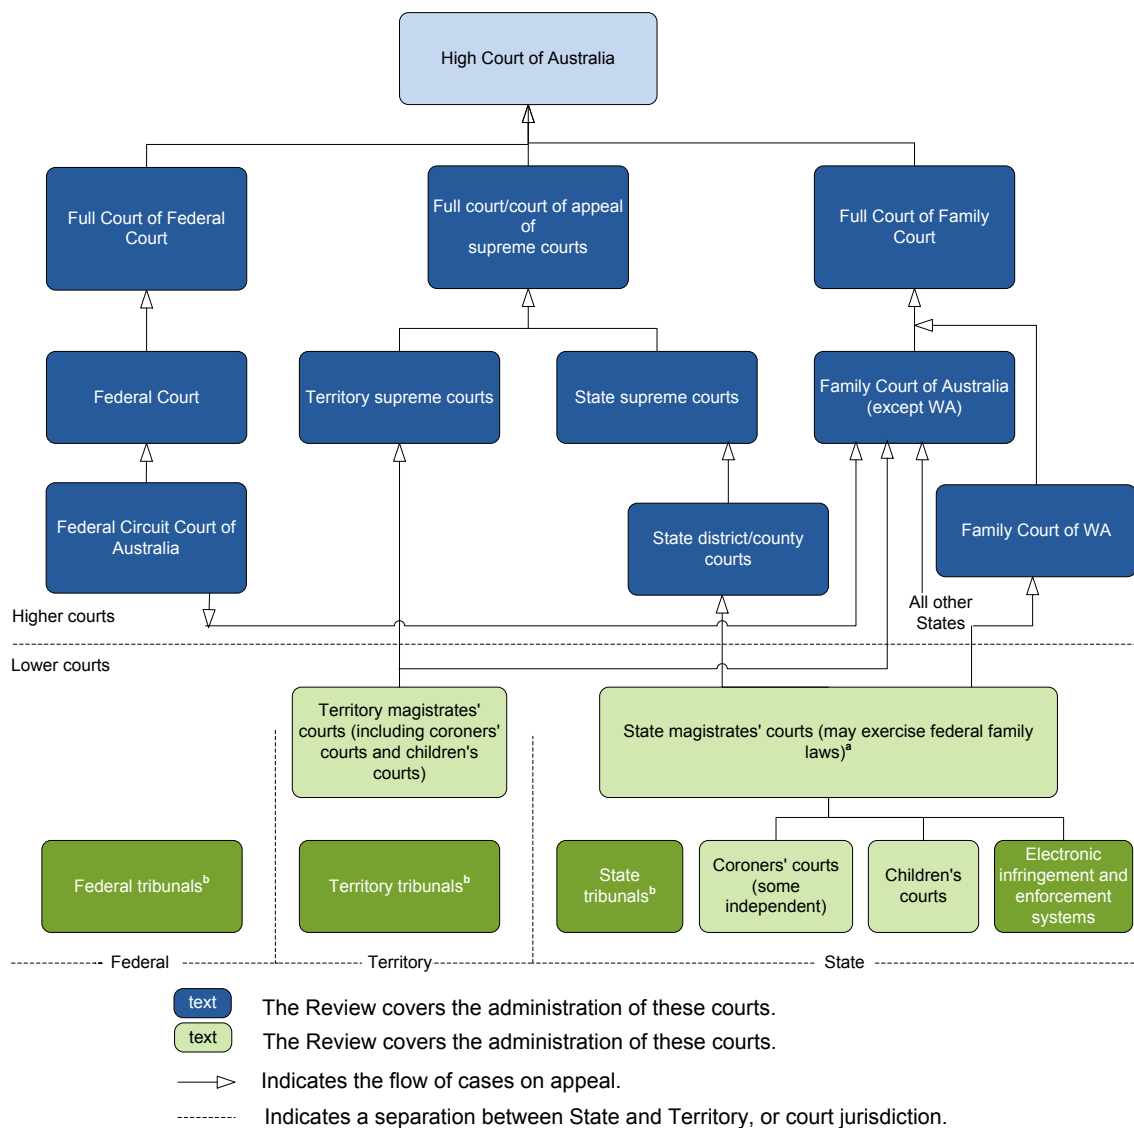 High Court of Australia
Full Court of Federal
Court
Full court/court of appeal
of
supreme courts
Full Court of Family
Court
Federal Court
Territory supreme courts
State supreme courts
Family Court of Australia
(except WA)
Federal Circuit Court of
Australia
State district/county
courts
Family Court of WA
Higher courts
All other
States
Lower courts
Territory magistrates'
courts (including coroners'
courts and children's
courts)
State magistrates' courts (may exercise federal family
laws)a
Federal tribunalsb
Territory tribunalsb
State
tribunalsb
Coroners' courts
(some
independent)
Children's
courts
Electronic
infringement and
enforcement
systems
Federal
Territory
State
text The Review covers the administration of these courts.
text The Review covers the administration of these courts.
Indicates the flow of cases on appeal.
Indicates a separation between State and Territory, or court jurisdiction.